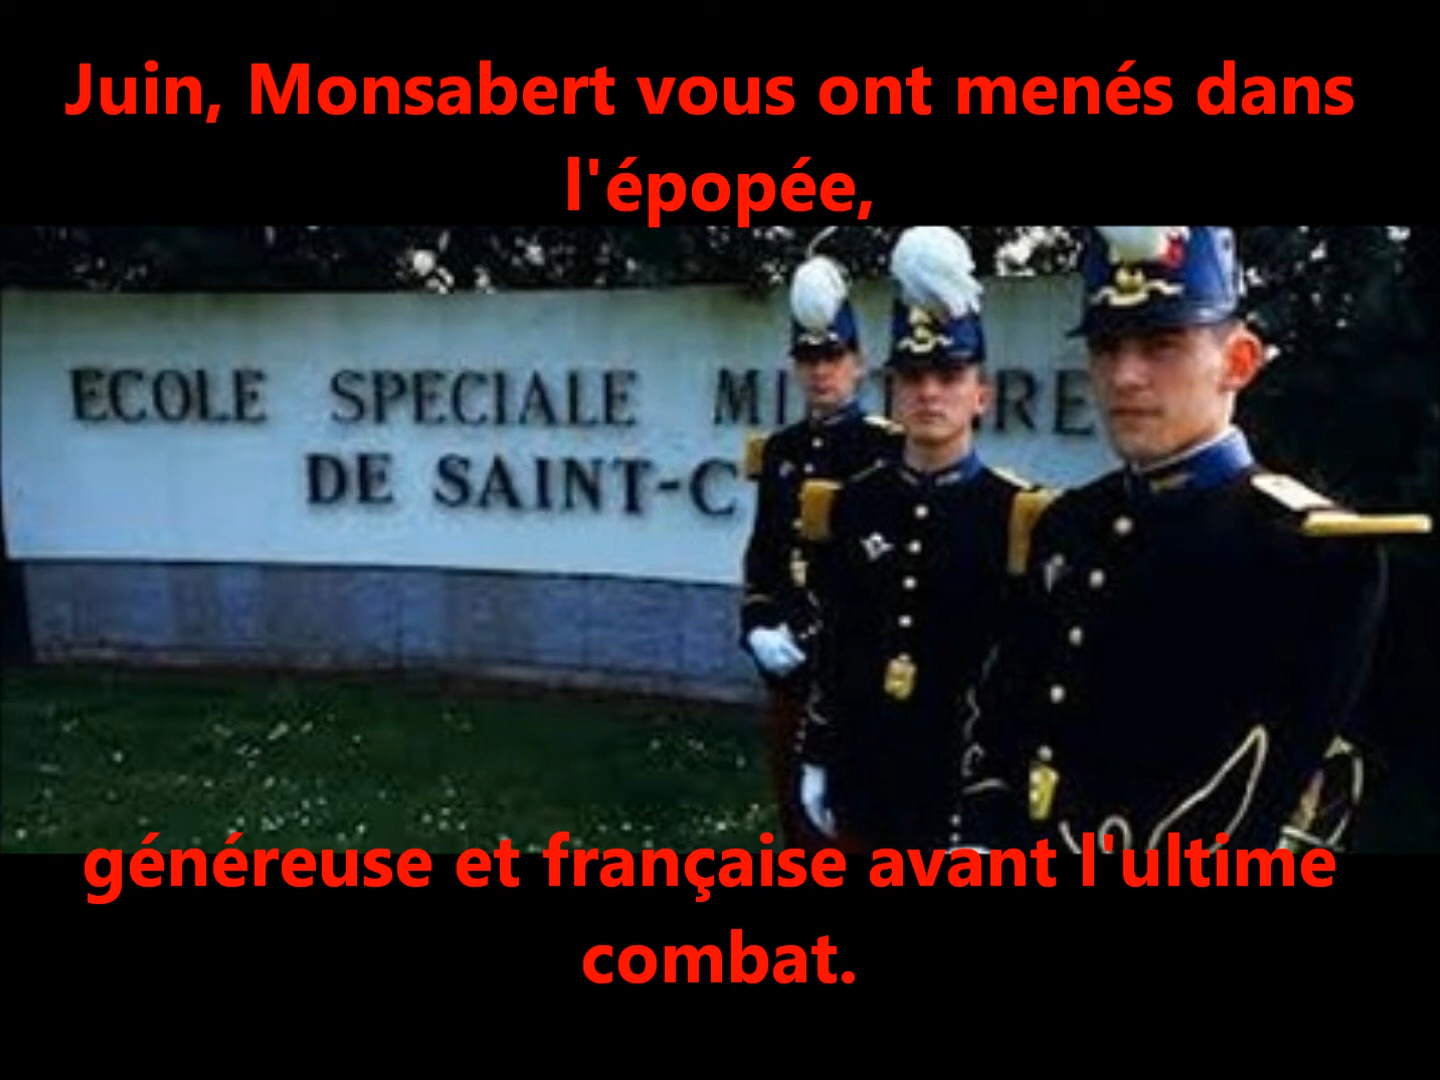 Juin, Monsabert vous ont menés dans
l'épopée,
ECOLE SPECIALE
DE SAINT-C
généreuse et française avant l'ultime
combat.